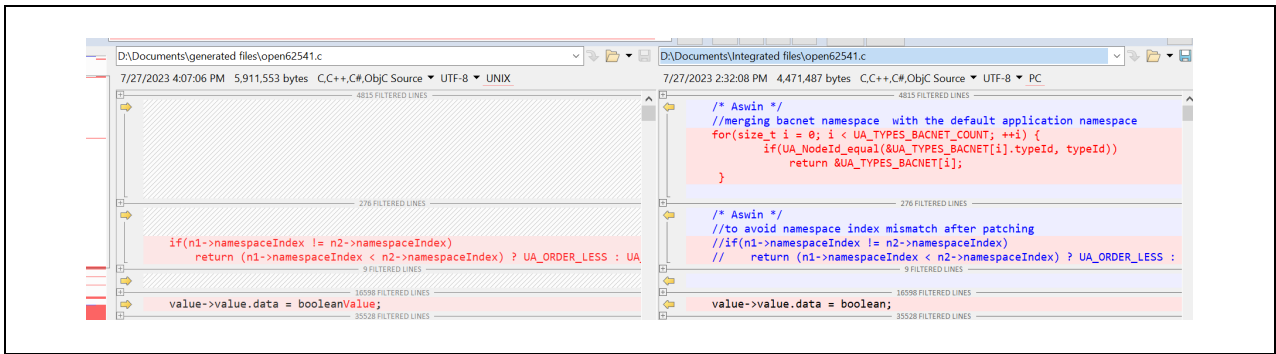 D:\Documents\generated files\open62541.c
7/27/2023 4:07:06 PM 5,911,553 bytes C,C++,C#,ObjC Source ▼ UTF-8 ▼ UNIX
4815 FILTERED LINES
276 FILTERED LINES
if(n1->namespaceIndex != n2->namespaceIndex)
return (n1->namespaceIndex < n2->namespaceIndex) ? UA_ORDER_LESS : UA_
9 FILTERED LINES
16598 FILTERED LINES
value->value.data = booleanValue;
35528 FILTERED LINES
D:\Documents\Integrated files\open62541.c
7/27/2023 2:32:08 PM 4,471,487 bytes C,C++,C#,ObjC Source ▼ UTF-8 ▼ PC
4815 FILTERED LINES
/* Aswin */
//merging bacnet namespace with the default application namespace
for(size_t i = 0; i < UA_TYPES_BACNET_COUNT; ++i) {
if(UA_NodeId_equal(&UA_TYPES_BACNET[i].typeId, typeId))
return &UA_TYPES_BACNET[i];
}
276 FILTERED LINES
/* Aswin */
//to avoid namespace index mismatch after patching
//if(n1->namespaceIndex != n2->namespaceIndex)
// return (n1->namespaceIndex < n2->namespaceIndex) ? UA_ORDER_LESS :
9 FILTERED LINES
16598 FILTERED LINES
value->value.data = boolean;
35528 FILTERED LINES